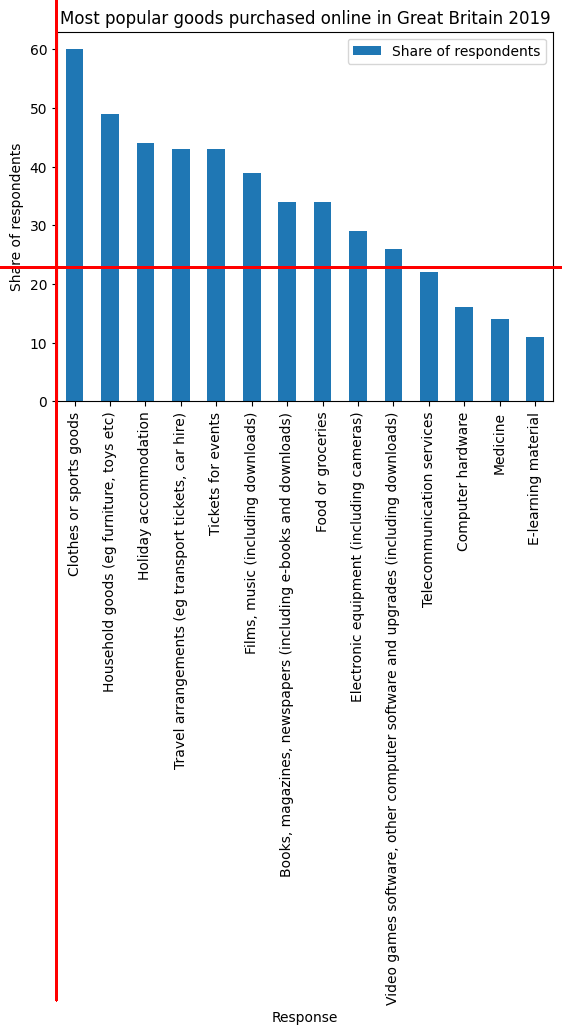 Most popular goods purchased online in Great Britain 2019
Share of respondents
Share of respondents
60
50
40
30
20
10
0
Clothes or sports goods
Household goods (eg furniture, toys etc)
Holiday accommodation
Travel arrangements (eg transport tickets, car hire)
Tickets for events
Films, music (including downloads)
Books, magazines, newspapers (including e-books and downloads)
Food or groceries
Electronic equipment (including cameras)
Video games software, other computer software and upgrades (including downloads)
Telecommunication services
Computer hardware
Medicine
E-learning material
Response